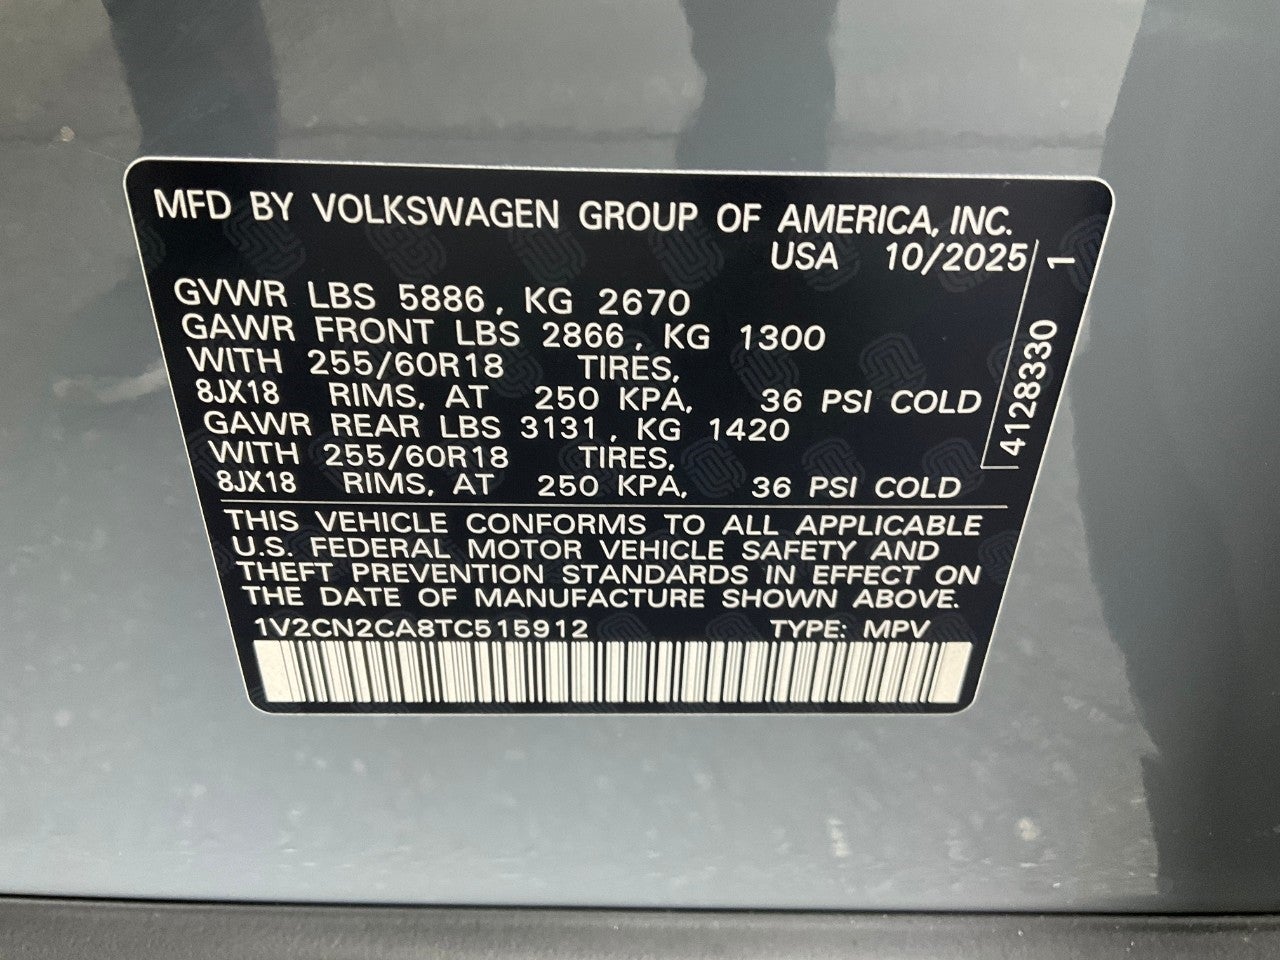 MFD BY VOLKSWAGEN GROUP OF AMERICA, INC.
USA 10/2025
GVWR LBS 5886, KG 2670
GAWR FRONT LBS 2866, KG 1300
WITH 255/60R18 TIRES,
8JX18 RIMS, AT 250 KPA, 36 PSI COLD
GAWR REAR LBS 3131, KG 1420
WITH 255/60R18 TIRES,
8JX18 RIMS, AT 250 KPA, 36 PSI COLD
THIS VEHICLE CONFORMS TO ALL APPLICABLE
U.S. FEDERAL MOTOR VEHICLE SAFETY AND
THEFT PREVENTION STANDARDS IN EFFECT ON
THE DATE OF MANUFACTURE SHOWN ABOVE.
1V2CN2CA8TC515912 TYPE: MPV
4128330 1